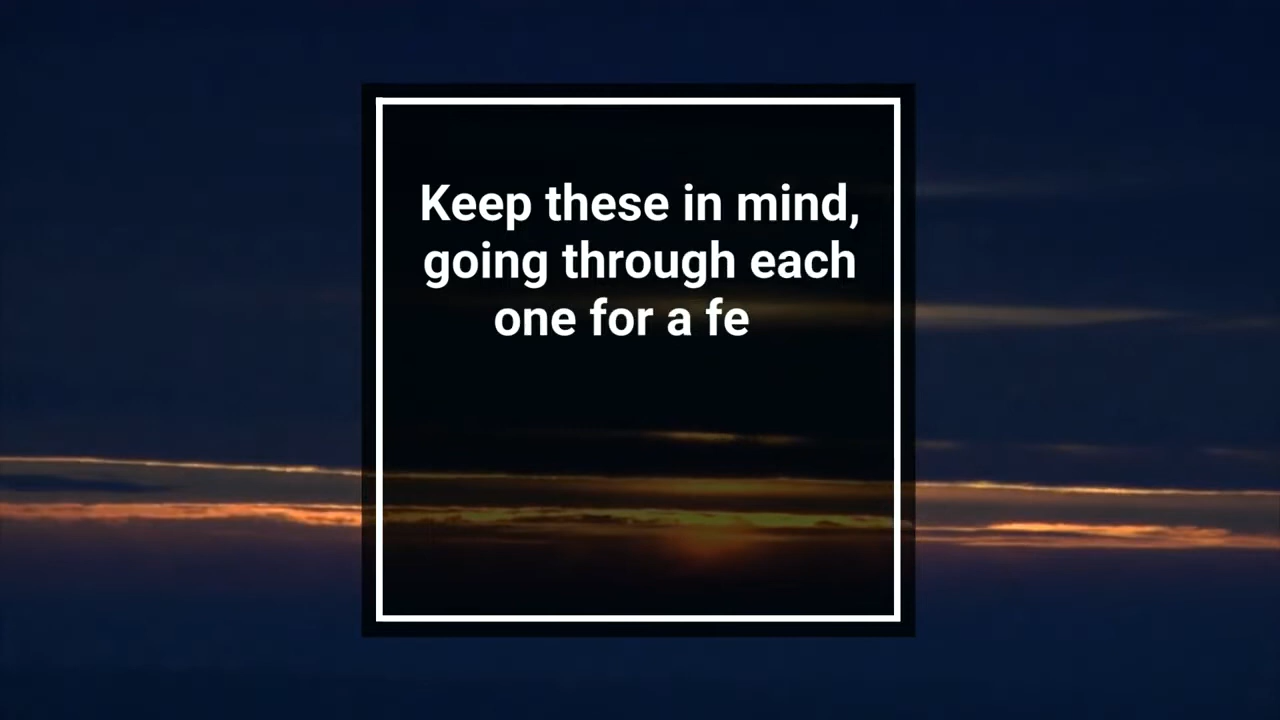 Keep these in mind,
going through each
one for a fe